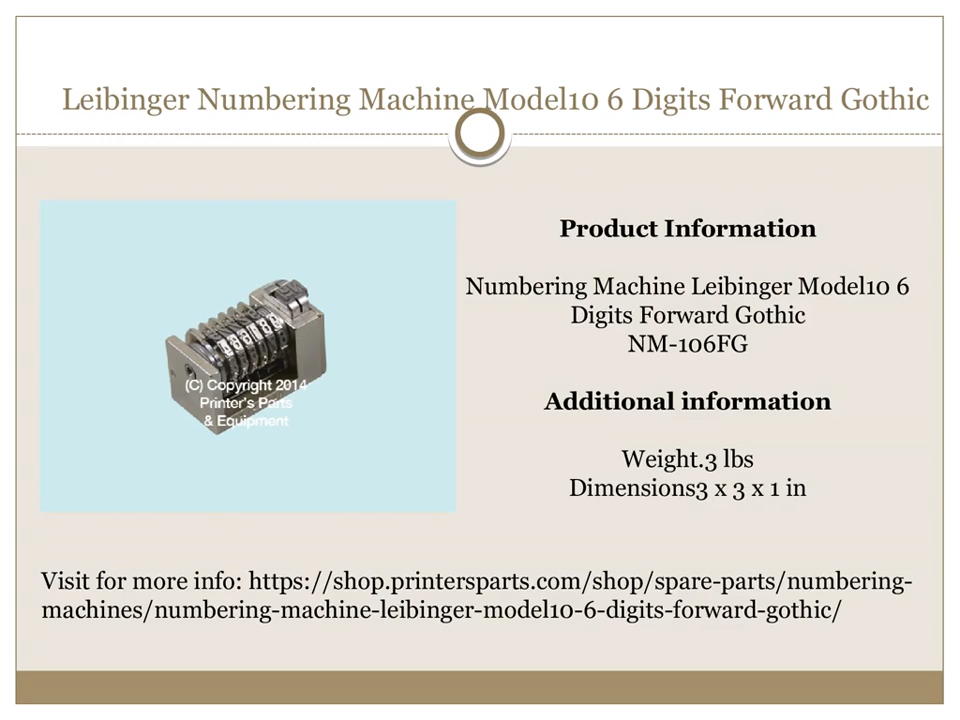 Leibinger Numbering Machine Model10 6 Digits Forward Gothic
(C) Copyright 2014
Printer's Parts
& Equipment
Product Information
Numbering Machine Leibinger Model10 6
Digits Forward Gothic
NM-106FG
Additional information
Weight.3 lbs
Dimensions3 x 3 x 1 in
Visit for more info: https://shop.printersparts.com/shop/spare-parts/numbering-
machines/numbering-machine-leibinger-model10-6-digits-forward-gothic/